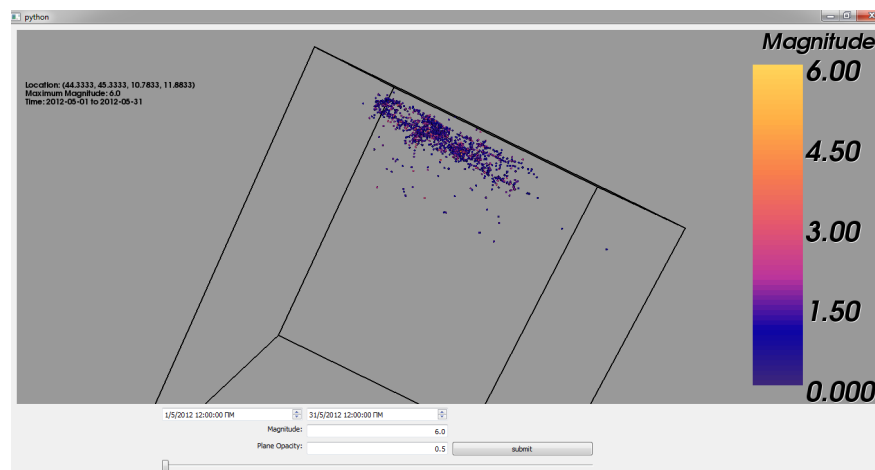 python
Magnitude
Location: (44.3333, 45.3333, 10.7833, 11.8833)
Maximum Magnitude: 6.0
Time: 2012-05-01 to 2012-05-31
6.00
4.50
3.00
1.50
0.000
1/5/2012 12:00:00 ΠΜ 31/5/2012 12:00:00 ΠΜ
Magnitude: 6.0
Plane Opacity: 0.5 submit